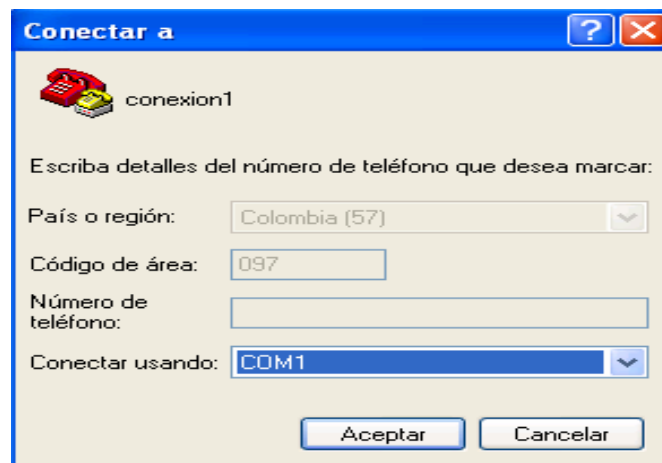 Conectar a
?
conexion1
Escriba detalles del número de teléfono que desea marcar:
País o región: Colombia (57)
Código de área: 097
Número de
teléfono:
Conectar usando: COM1
Aceptar Cancelar